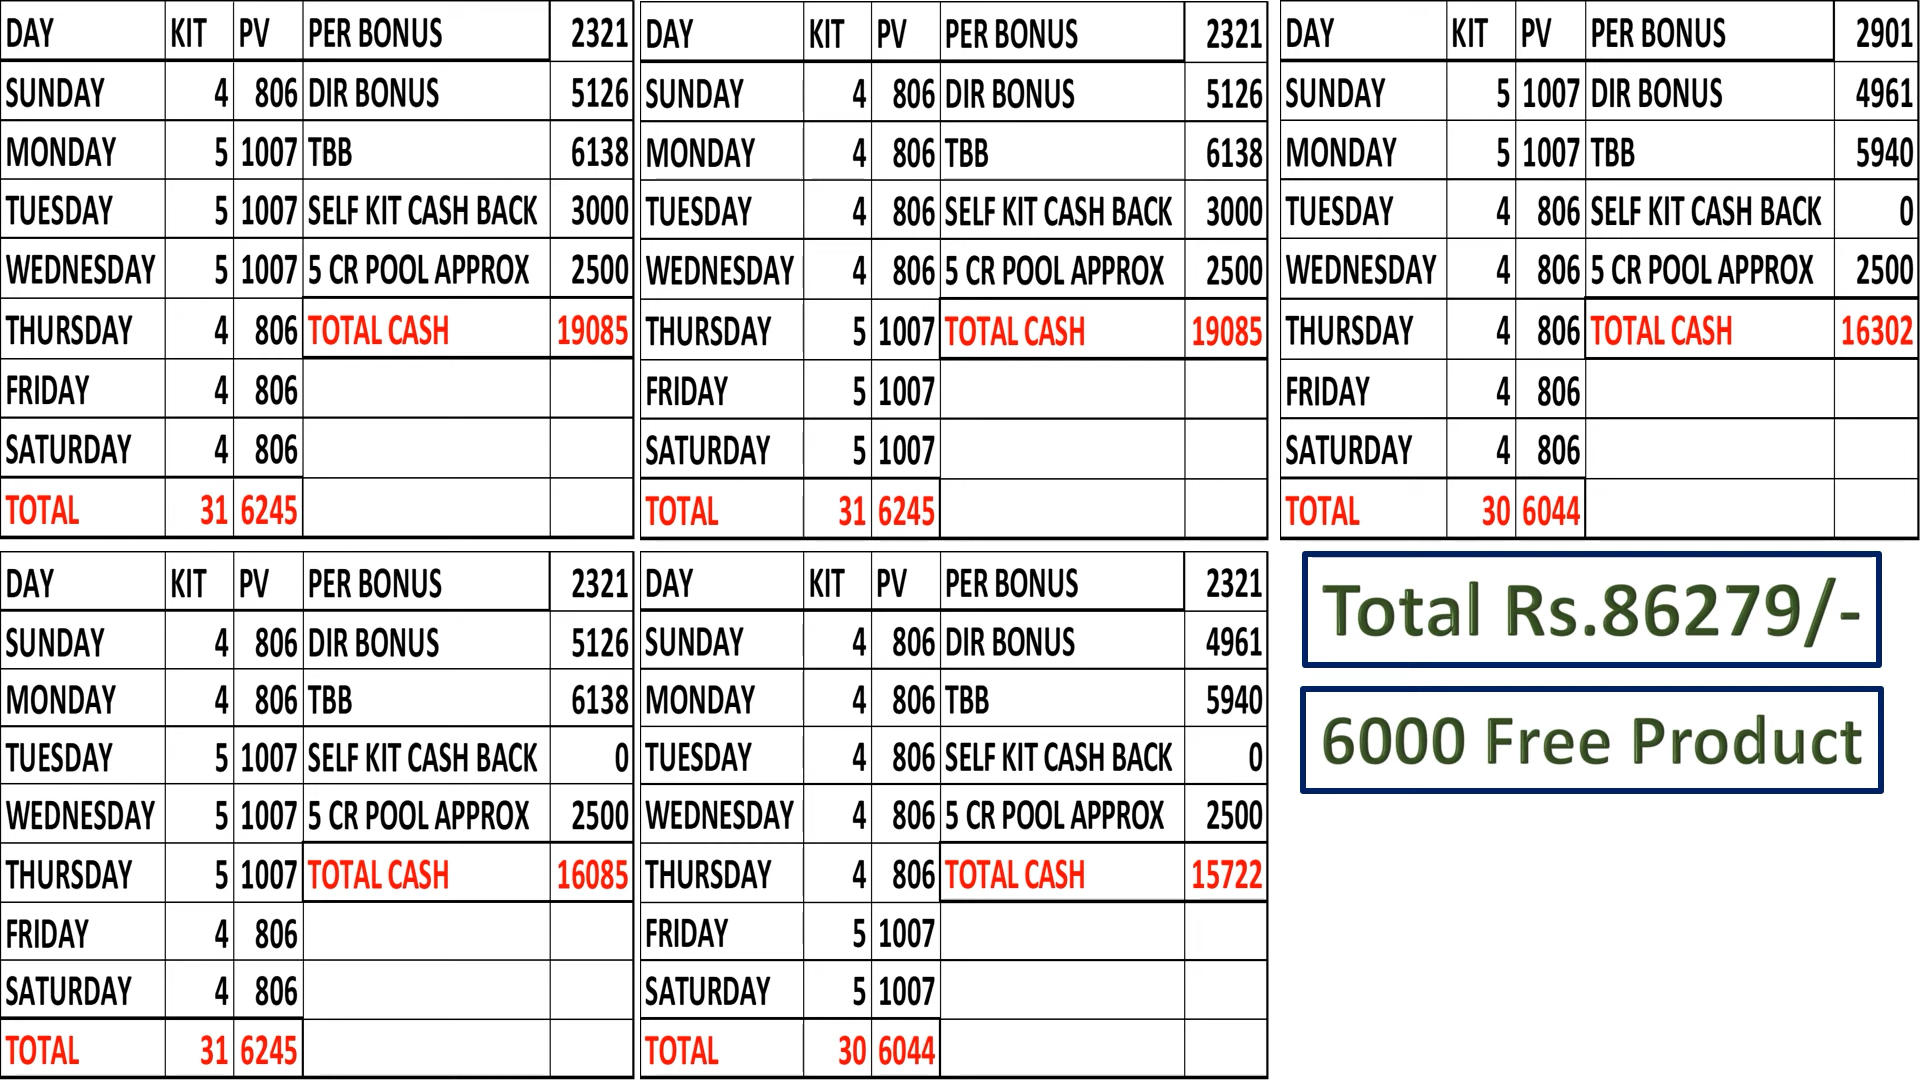 DAY KIT PV PER BONUS 2321
SUNDAY 4 806 DIR BONUS 5126
MONDAY 5 1007 TBB 6138
TUESDAY 5 1007 SELF KIT CASH BACK 3000
WEDNESDAY 5 1007 5 CR POOL APPROX 2500
THURSDAY 4 806 TOTAL CASH 19085
FRIDAY 4 806
SATURDAY 4 806
TOTAL 31 6245
DAY KIT PV PER BONUS 2321
SUNDAY 4 806 DIR BONUS 5126
MONDAY 4 806 TBB 6138
TUESDAY 4 806 SELF KIT CASH BACK 3000
WEDNESDAY 4 806 5 CR POOL APPROX 2500
THURSDAY 5 1007 TOTAL CASH 19085
FRIDAY 5 1007
SATURDAY 5 1007
TOTAL 31 6245
DAY KIT PV PER BONUS 2901
SUNDAY 5 1007 DIR BONUS 4961
MONDAY 5 1007 TBB 5940
TUESDAY 4 806 SELF KIT CASH BACK 0
WEDNESDAY 4 806 5 CR POOL APPROX 2500
THURSDAY 4 806 TOTAL CASH 16302
FRIDAY 4 806
SATURDAY 4 806
TOTAL 30 6044
DAY KIT PV PER BONUS 2321
SUNDAY 4 806 DIR BONUS 5126
MONDAY 4 806 TBB 6138
TUESDAY 5 1007 SELF KIT CASH BACK 0
WEDNESDAY 5 1007 5 CR POOL APPROX 2500
THURSDAY 5 1007 TOTAL CASH 16085
FRIDAY 4 806
SATURDAY 4 806
TOTAL 31 6245
DAY KIT PV PER BONUS 2321
SUNDAY 4 806 DIR BONUS 4961
MONDAY 4 806 TBB 5940
TUESDAY 4 806 SELF KIT CASH BACK 0
WEDNESDAY 4 806 5 CR POOL APPROX 2500
THURSDAY 4 806 TOTAL CASH 15722
FRIDAY 5 1007
SATURDAY 5 1007
TOTAL 30 6044
Total Rs.86279/-
6000 Free Product